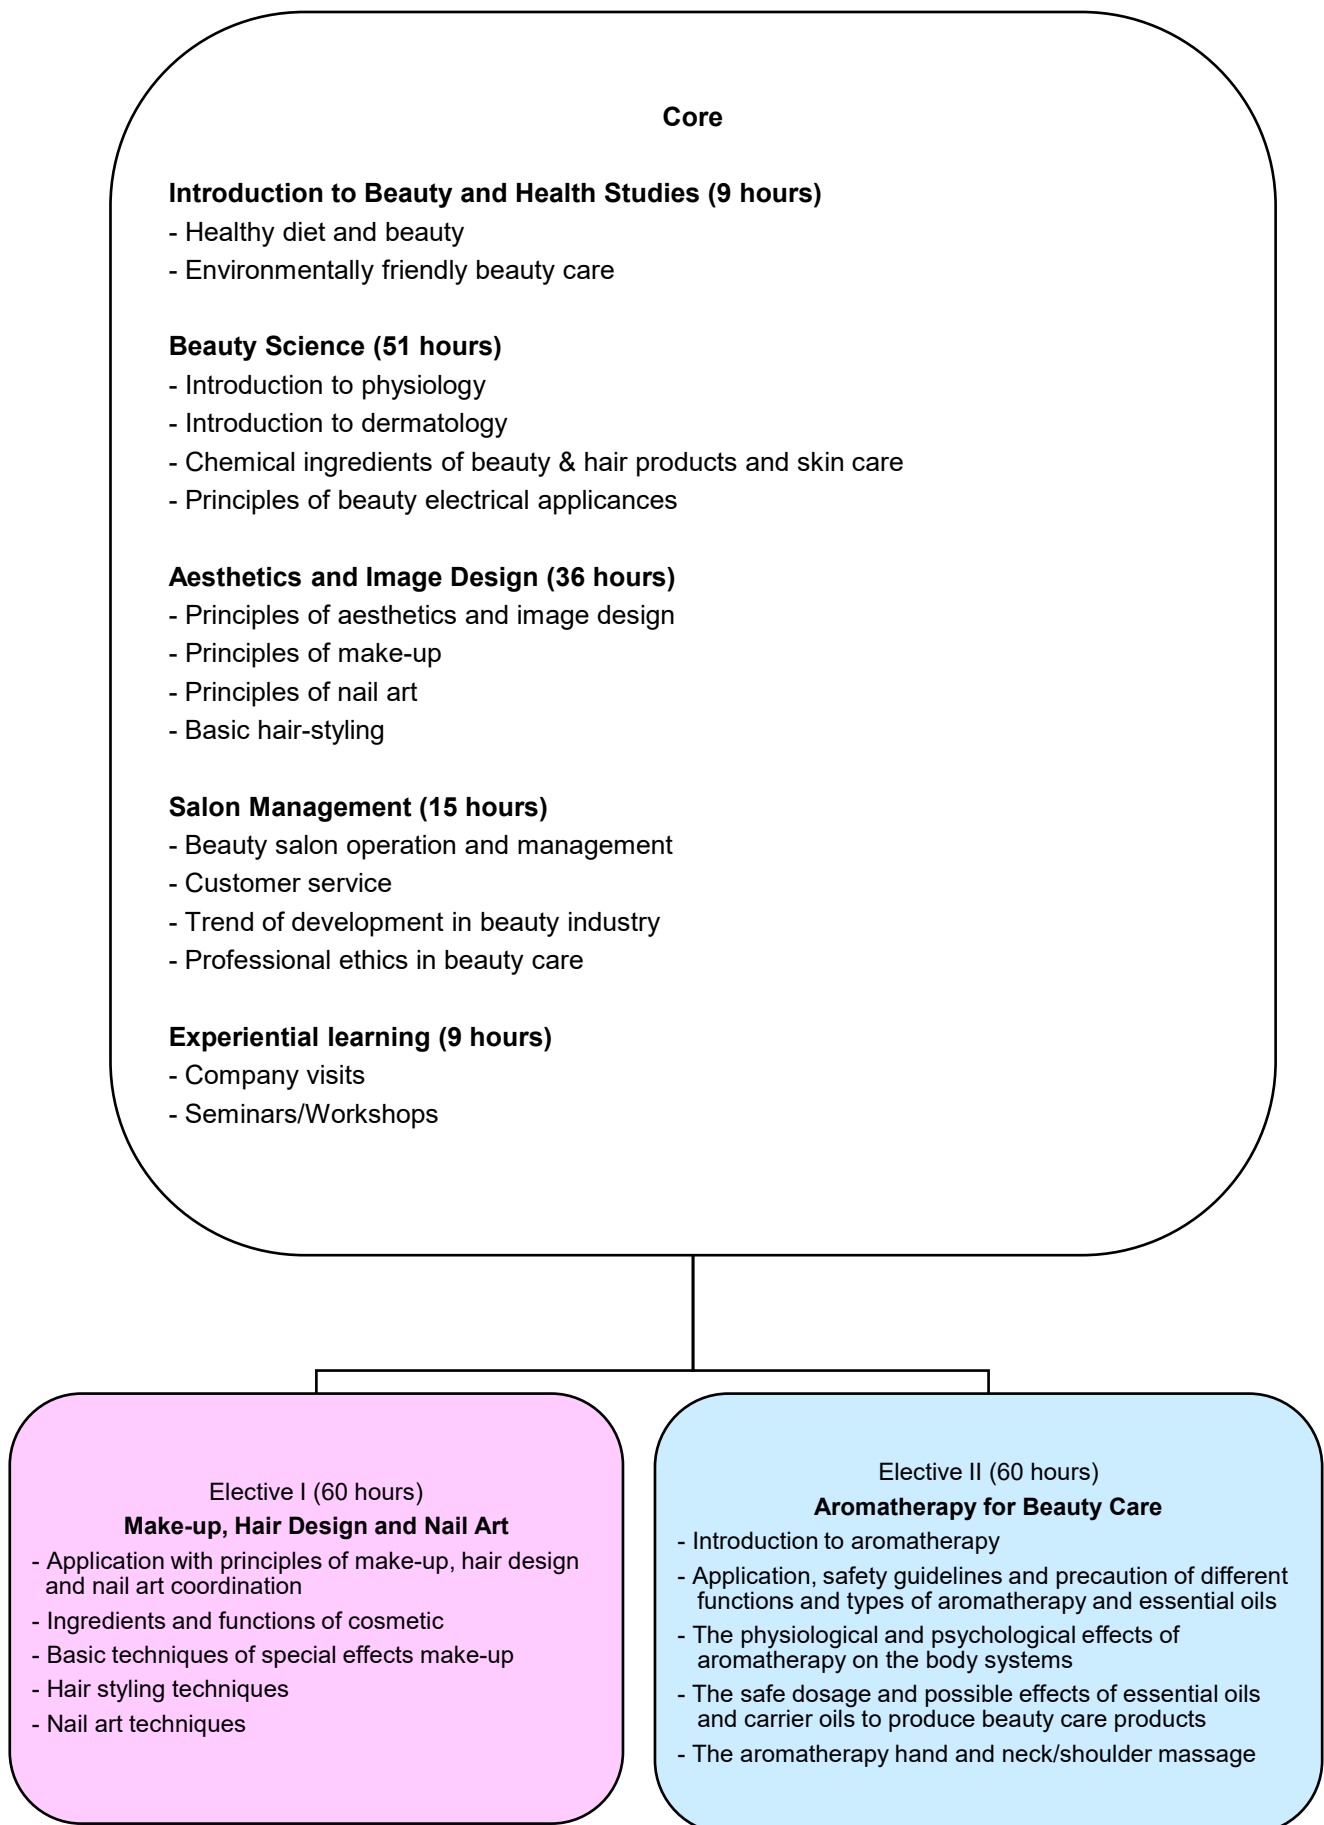 Core
Introduction to Beauty and Health Studies (9 hours)
- Healthy diet and beauty
- Environmentally friendly beauty care
Beauty Science (51 hours)
- Introduction to physiology
- Introduction to dermatology
- Chemical ingredients of beauty & hair products and skin care
- Principles of beauty electrical applicances
Aesthetics and Image Design (36 hours)
- Principles of aesthetics and image design
- Principles of make-up
- Principles of nail art
- Basic hair-styling
Salon Management (15 hours)
- Beauty salon operation and management
- Customer service
- Trend of development in beauty industry
- Professional ethics in beauty care
Experiential learning (9 hours)
- Company visits
- Seminars/Workshops
Elective I (60 hours)
Make-up, Hair Design and Nail Art
- Application with principles of make-up, hair design
and nail art coordination
- Ingredients and functions of cosmetic
- Basic techniques of special effects make-up
- Hair styling techniques
- Nail art techniques
Elective II (60 hours)
Aromatherapy for Beauty Care
- Introduction to aromatherapy
- Application, safety guidelines and precaution of different
functions and types of aromatherapy and essential oils
- The physiological and psychological effects of
aromatherapy on the body systems
- The safe dosage and possible effects of essential oils
and carrier oils to produce beauty care products
- The aromatherapy hand and neck/shoulder massage